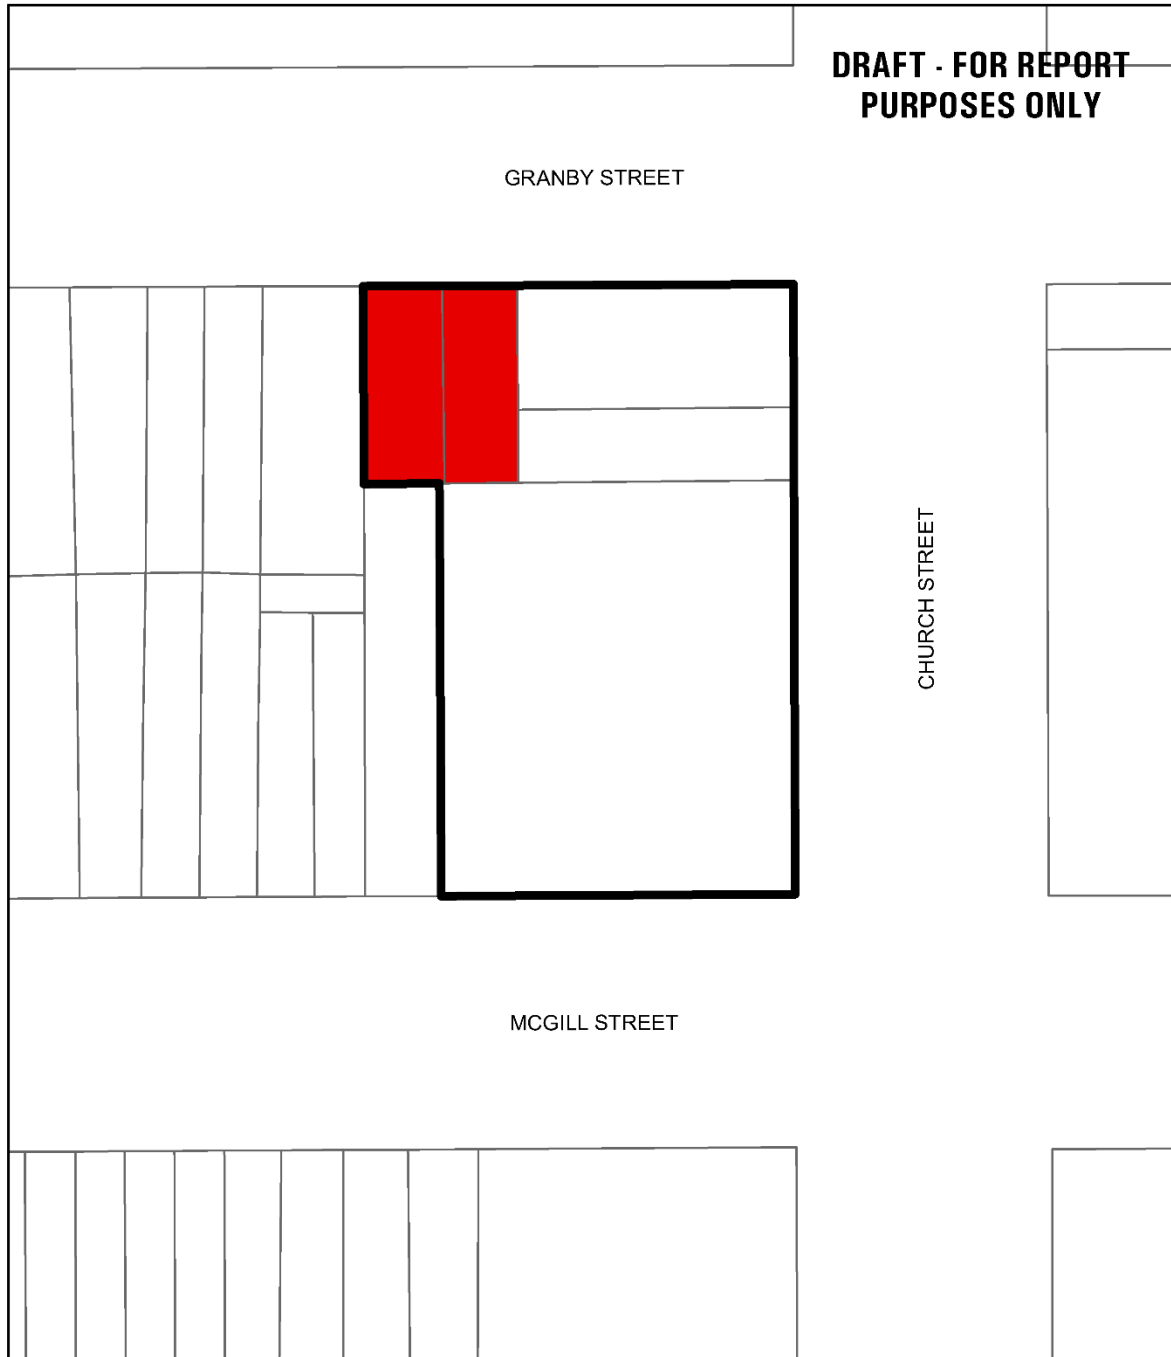 DRAFT - FOR REPORT
PURPOSES ONLY
GRANBY STREET
CHURCH STREET
MCGILL STREET